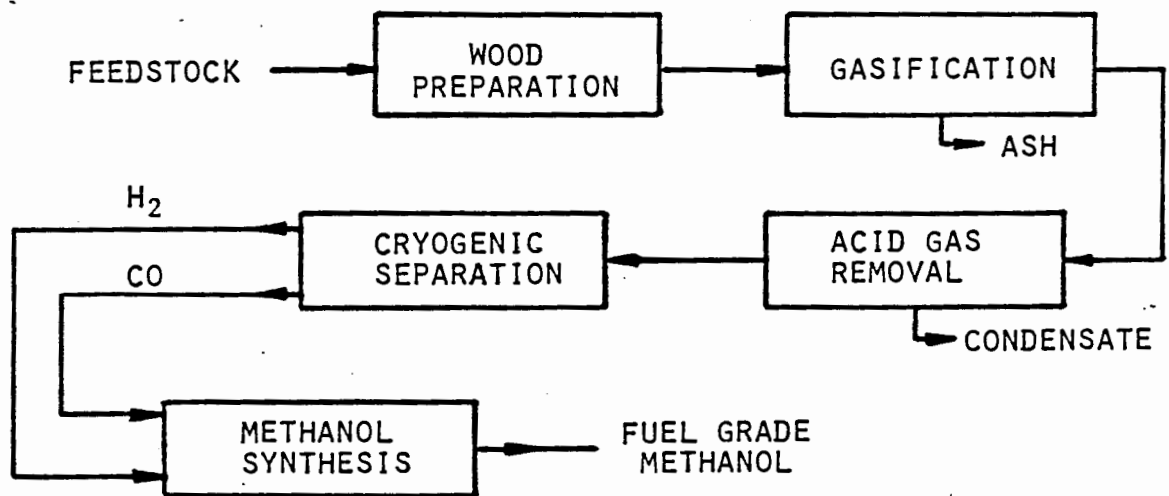 FEEDSTOCK
WOOD
PREPARATION
GASIFICATION
ASH
H2
CO
CRYOGENIC
SEPARATION
ACID GAS
REMOVAL
CONDENSATE
METHANOL
SYNTHESIS
FUEL GRADE
METHANOL